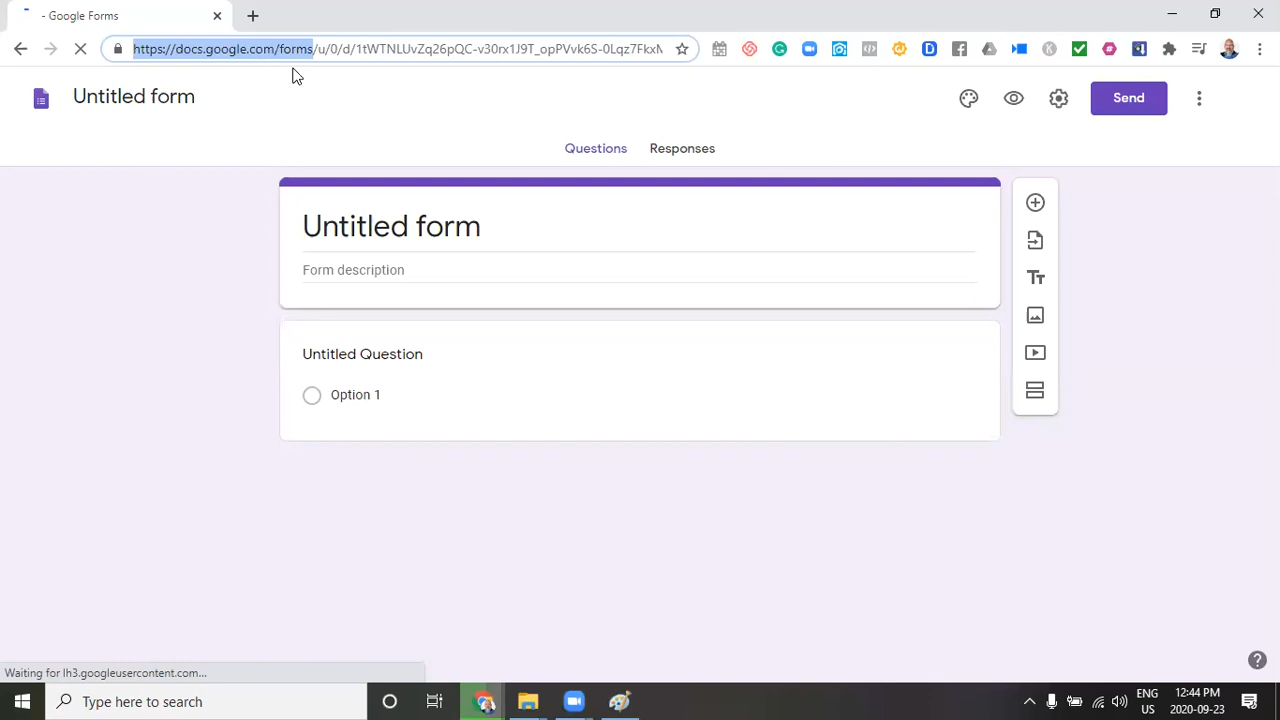 - Google Forms
https://docs.google.com/forms/u/0/d/1tWTNLUvZq26pQC-v30rx1J9T_opPVvk6S-0Lqz7FkxM
Untitled form
Send
Questions
Responses
Untitled form
Form description
Untitled Question
Option 1
Waiting for lh3.googleusercontent.com...
Type here to search
ENG
US
12:44 PM
2020-09-23